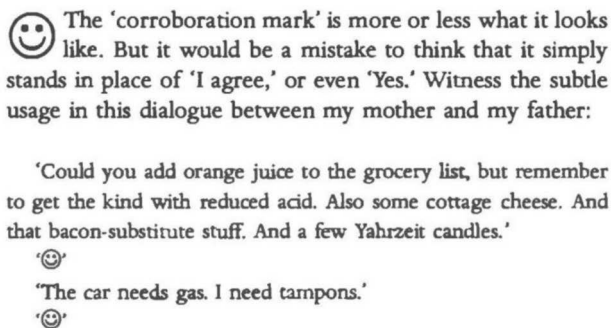 ☺ The ‘corroboration mark’ is more or less what it looks
like. But it would be a mistake to think that it simply
stands in place of ‘I agree,’ or even ‘Yes.’ Witness the subtle
usage in this dialogue between my mother and my father:
‘Could you add orange juice to the grocery list, but remember
to get the kind with reduced acid. Also some cottage cheese. And
that bacon-substitute stuff. And a few Yahrzeit candles.’
‘☺’
‘The car needs gas. I need tampons.’
‘☺’